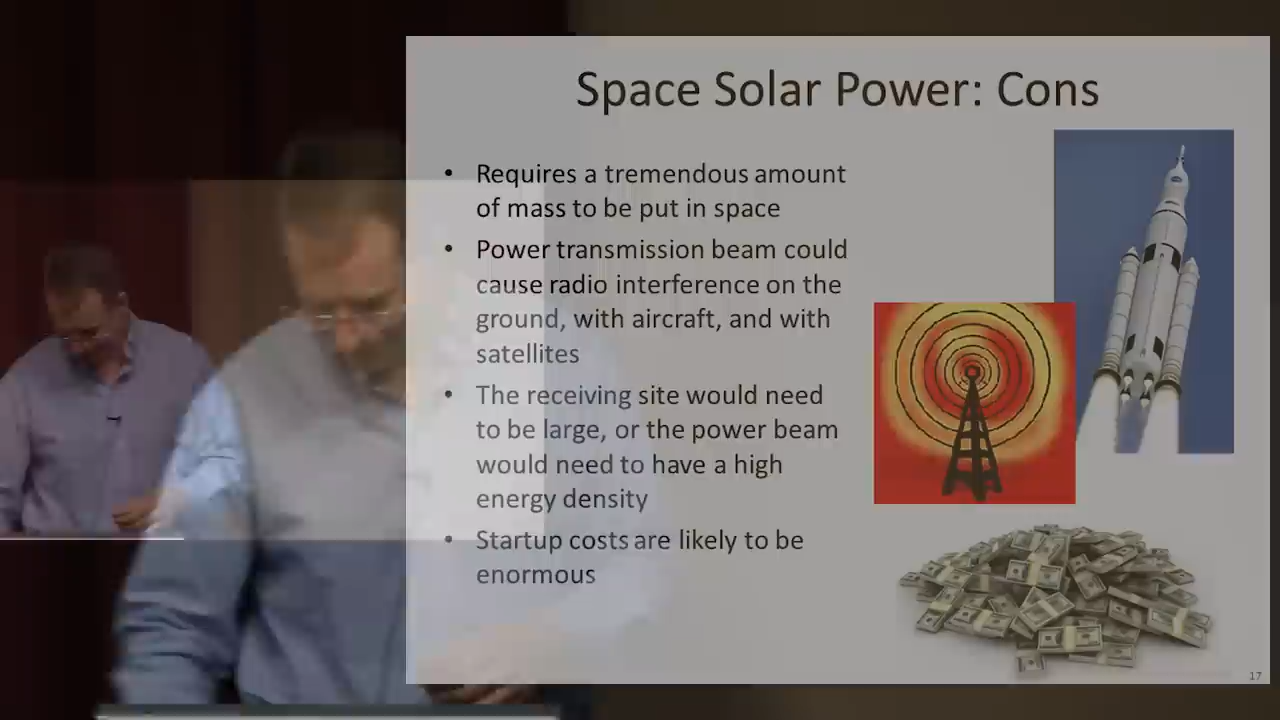 Space Solar Power: Cons
• Requires a tremendous amount
of mass to be put in space
• Power transmission beam could
cause radio interference on the
ground, with aircraft, and with
satellites
• The receiving site would need
to be large, or the power beam
would need to have a high
energy density
• Startup costs are likely to be
enormous
17